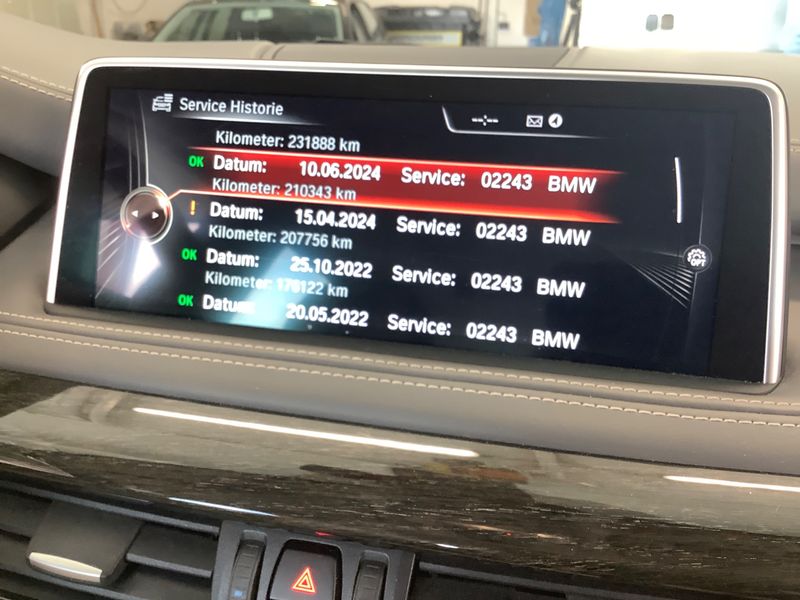 Service Historie
--:--
Kilometer: 231888 km
OK Datum: 10.06.2024 Service: 02243 BMW
Kilometer: 210343 km
! Datum: 15.04.2024 Service: 02243 BMW
Kilometer: 207756 km
OK Datum: 25.10.2022 Service: 02243 BMW
Kilometer: 122 km
OK Datum: 20.05.2022 Service: 02243 BMW
OPT